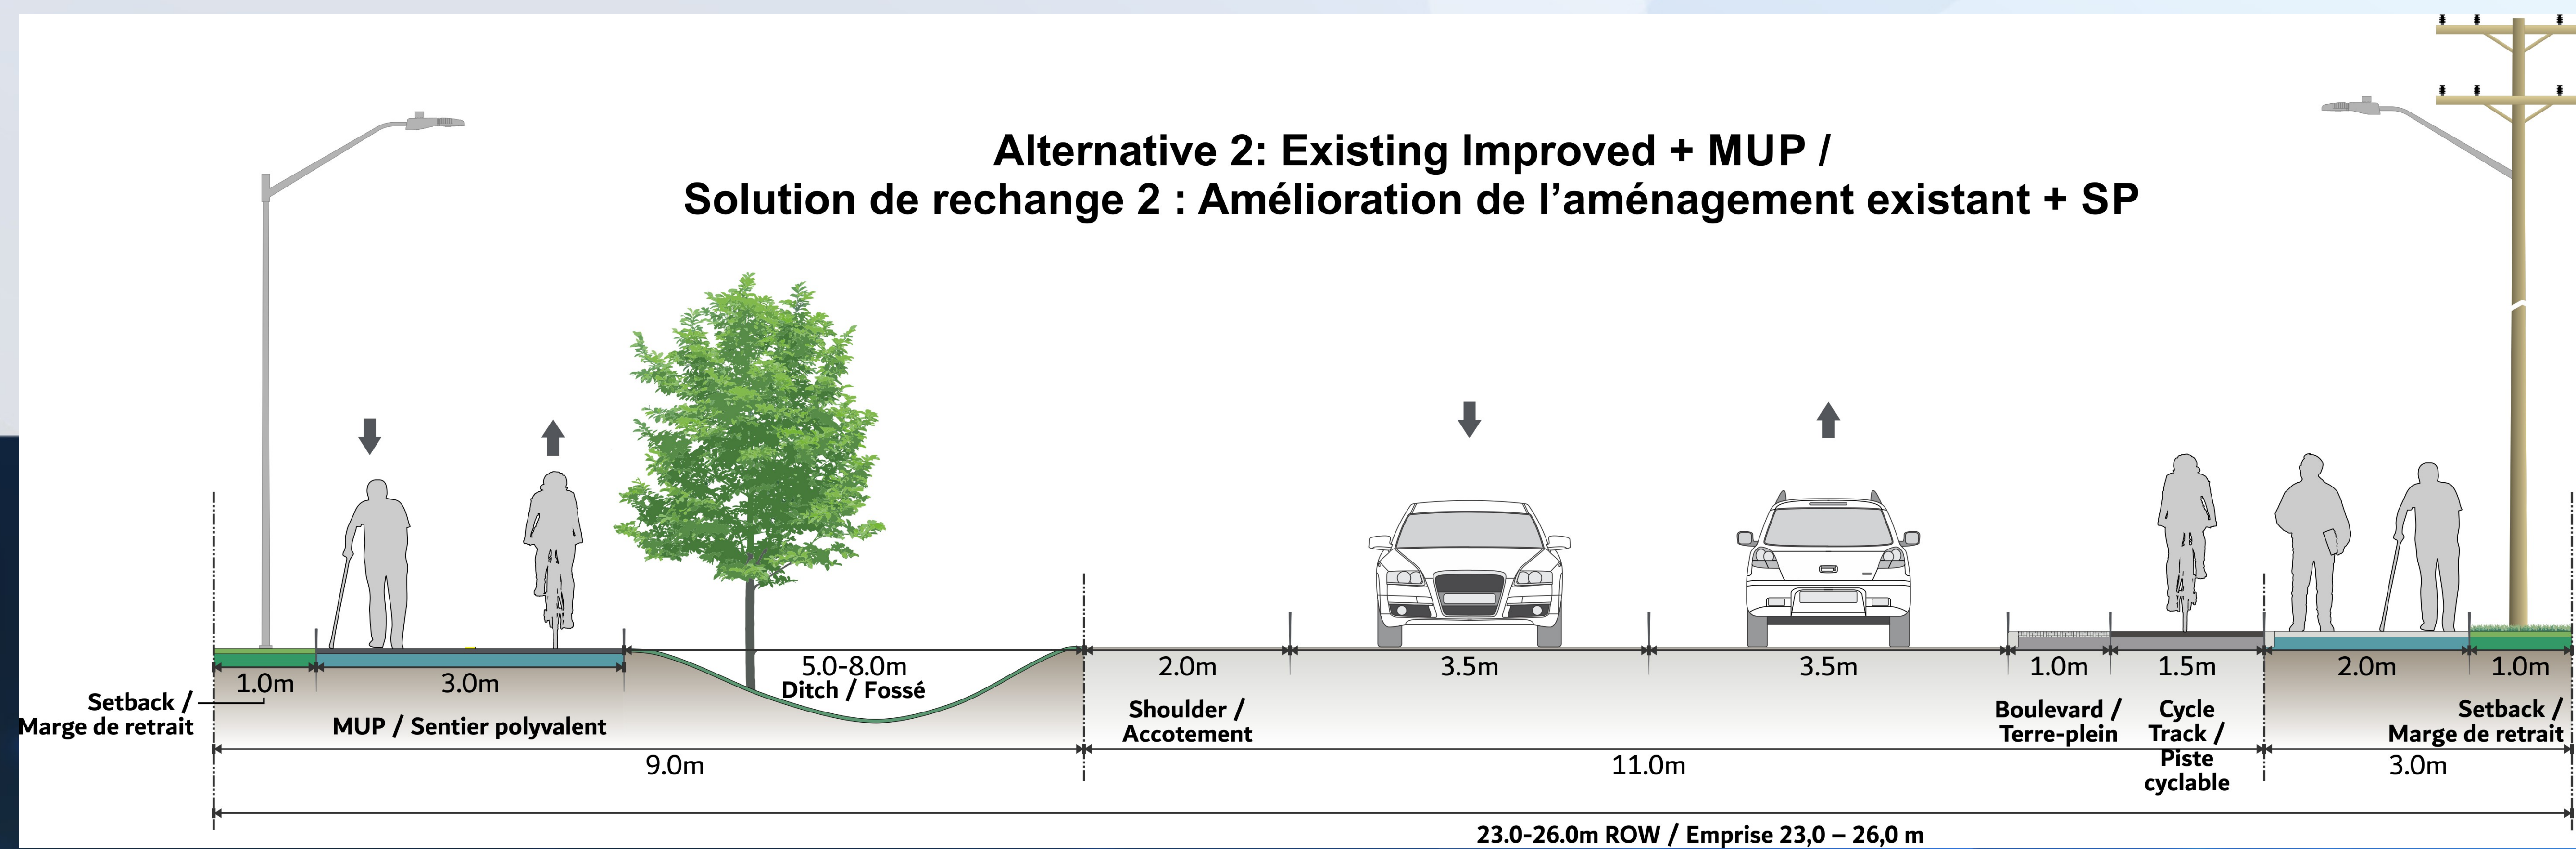 Alternative 2: Existing Improved + MUP /
Solution de rechange 2 : Amélioration de l’aménagement existant + SP
1.0m
3.0m
5.0-8.0m
Ditch / Fossé
2.0m
3.5m
3.5m
1.0m
1.5m
2.0m
1.0m
Setback /
Marge de retrait
MUP / Sentier polyvalent
Shoulder /
Accotement
Boulevard /
Terre-plein
Cycle
Track /
Piste
cyclable
Setback /
Marge de retrait
9.0m
11.0m
3.0m
23.0-26.0m ROW / Emprise 23,0 – 26,0 m